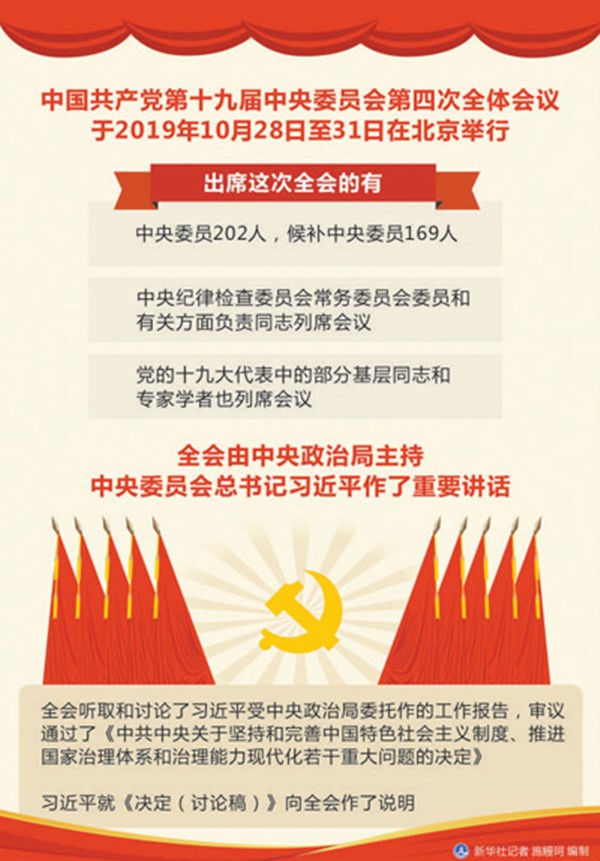 中国共产党第十九届中央委员会第四次全体会议
于2019年10月28日至31日在北京举行
出席这次全会的有
中央委员202人，候补中央委员169人
中央纪律检查委员会常务委员会委员和
有关方面负责同志列席会议
党的十九大代表中的部分基层同志和
专家学者也列席会议
全会由中央政治局主持
中央委员会总书记习近平作了重要讲话
全会听取和讨论了习近平受中央政治局委托作的工作报告，审议
通过了《中共中央关于坚持和完善中国特色社会主义制度、推进
国家治理体系和治理能力现代化若干重大问题的决定》
习近平就《决定（讨论稿）》向全会作了说明
新华社记者 施鳗珂 编制